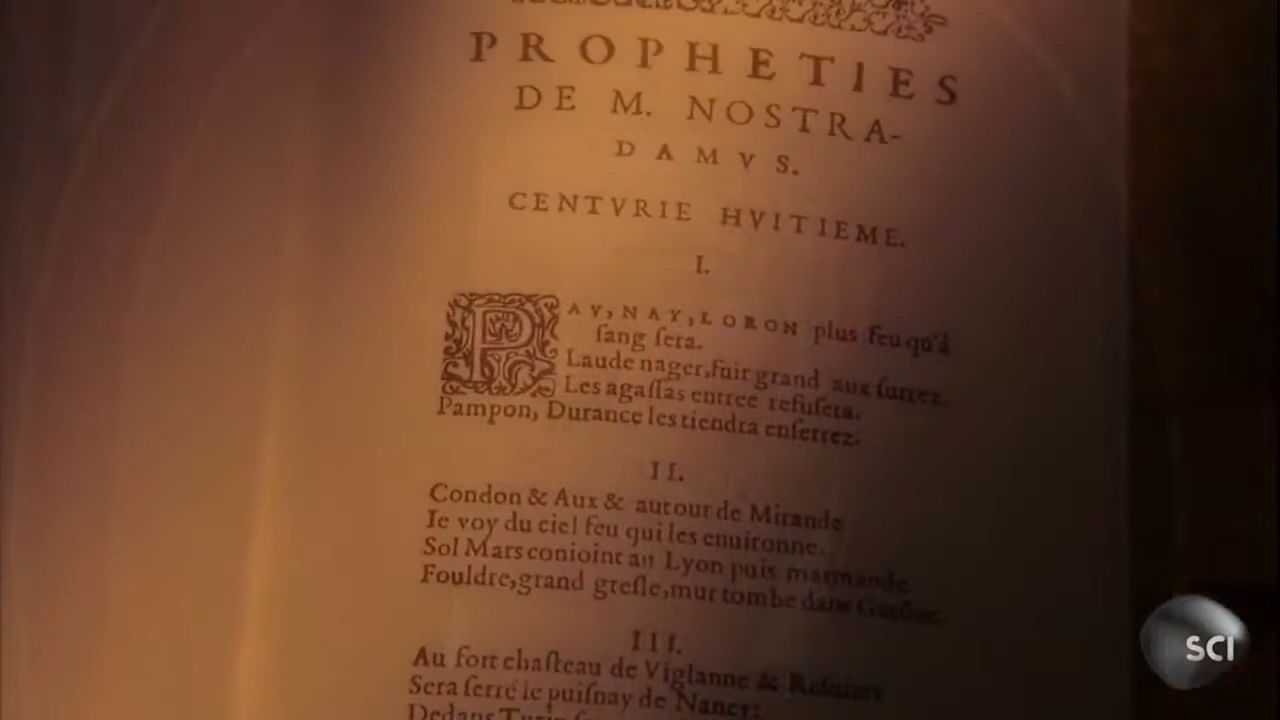 PROPHETIES
DE M. NOSTRA-
DAMVS.
CENTVRIE HVITIEME.
I.
PAV, NAY, LORON plus feu qu'à
ſang ſera.
Laude nager, fuir grand aux ſurrez.
Les agaſſas entree refuſera.
Pampon, Durance les tiendra enſerrez.
II.
Condon & Aux & autour de Mirande
Ie voy du ciel feu qui les enuironne.
Sol Mars conioint au Lyon puis marmande
Fouldre, grand greſle, mur tombe dans
III.
Au fort chaſteau de Viglanne & Reſuiers
Sera ſerré le puiſnay de Nancy:
Dedans Turin
SCI